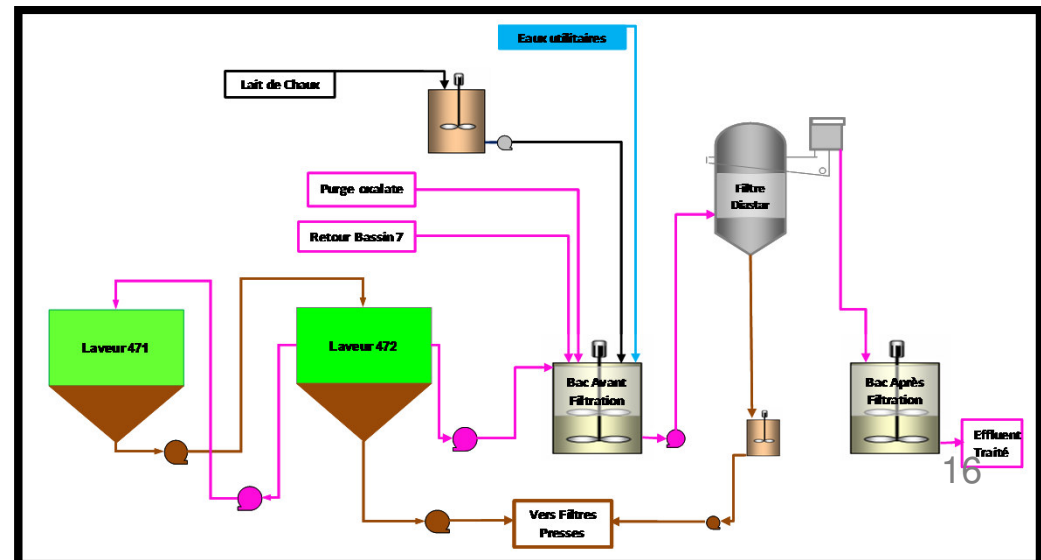 Eaux utilitaires
Lait de Chaux
Purge oxalate
Retour Bassin 7
Filtre
Diastar
Laveur 471
Laveur 472
Bac Avant
Filtration
Bac Après
Filtration
Effluent
Traité
16
Vers Filtres
Presses